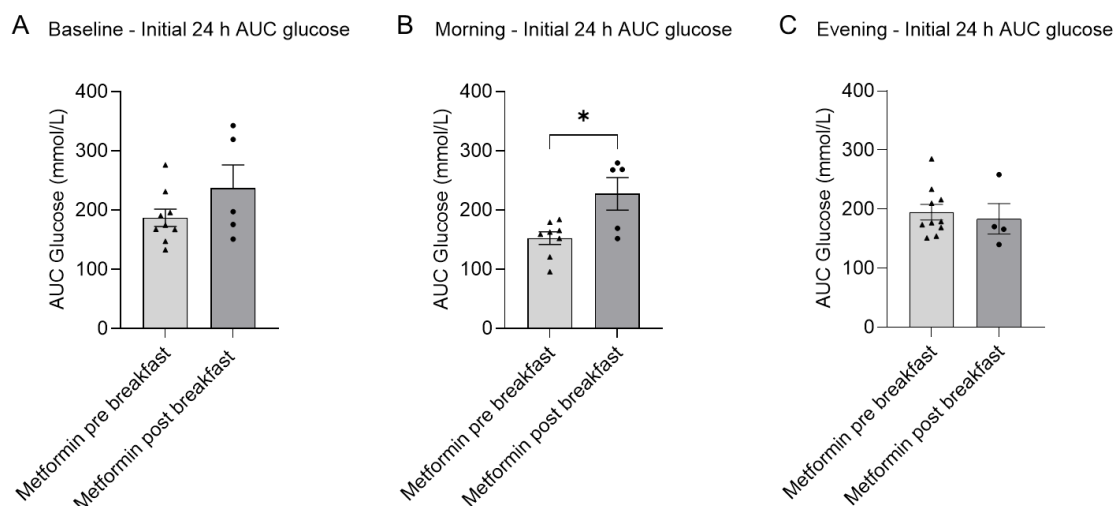 A Baseline - Initial 24 h AUC glucose
AUC Glucose (mmol/L)
400
300
200
100
0
Metformin pre breakfast
Metformin post breakfast
B Morning - Initial 24 h AUC glucose
AUC Glucose (mmol/L)
400
300
200
100
0
*
Metformin pre breakfast
Metformin post breakfast
C Evening - Initial 24 h AUC glucose
AUC Glucose (mmol/L)
400
300
200
100
0
Metformin pre breakfast
Metformin post breakfast